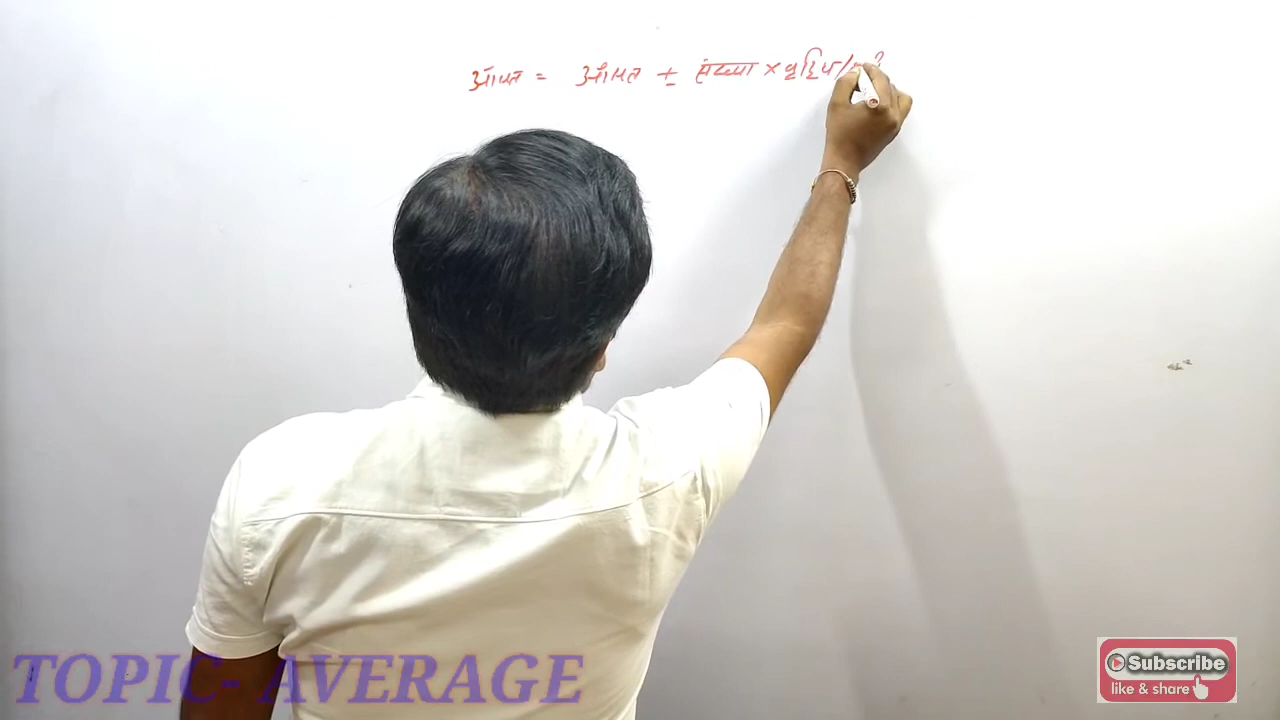 औसत = औसत ± संख्या × वृद्धि/
TOPIC- AVERAGE
Subscribe
like & share